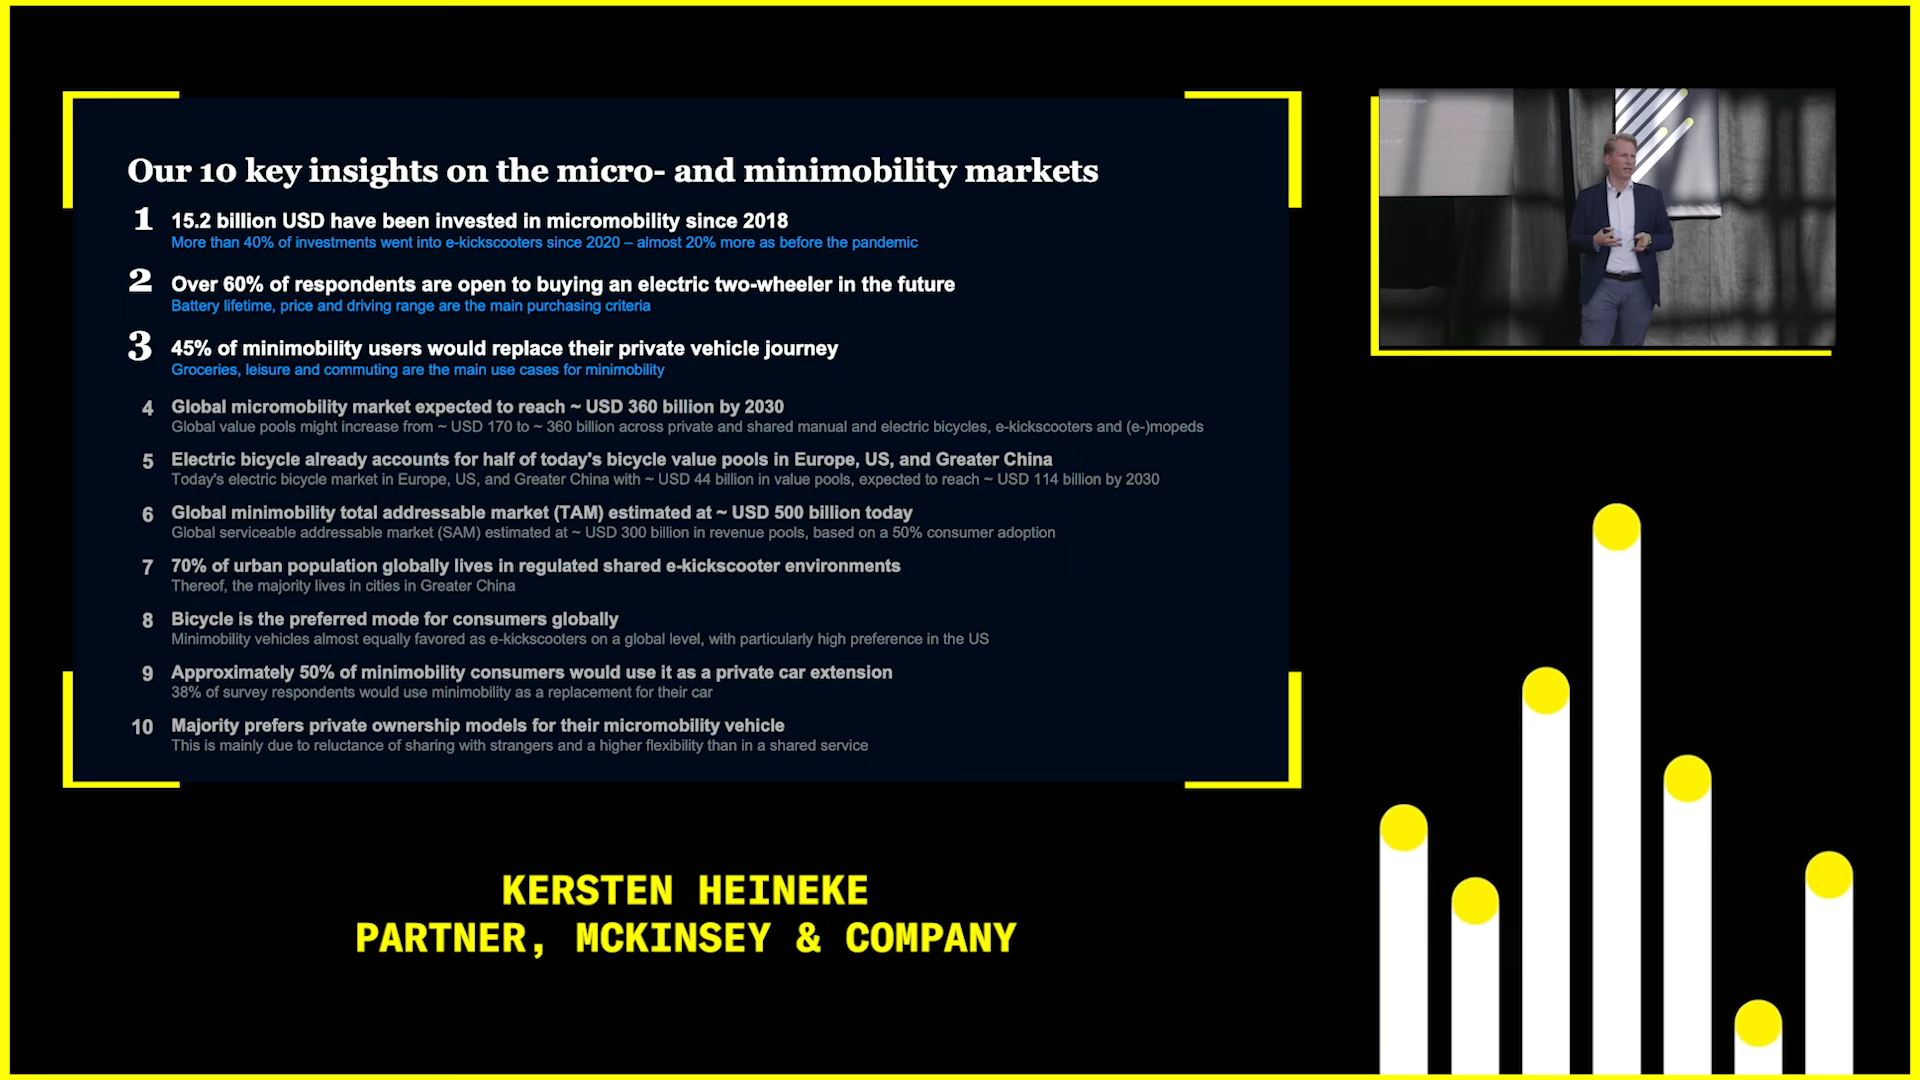 Our 10 key insights on the micro- and minimobility markets
1 15.2 billion USD have been invested in micromobility since 2018
More than 40% of investments went into e-kickscooters since 2020 – almost 20% more as before the pandemic
2 Over 60% of respondents are open to buying an electric two-wheeler in the future
Battery lifetime, price and driving range are the main purchasing criteria
3 45% of minimobility users would replace their private vehicle journey
Groceries, leisure and commuting are the main use cases for minimobility
4 Global micromobility market expected to reach ~ USD 360 billion by 2030
Global value pools might increase from ~ USD 170 to ~ 360 billion across private and shared manual and electric bicycles, e-kickscooters and (e-)mopeds
5 Electric bicycle already accounts for half of today's bicycle value pools in Europe, US, and Greater China
Today's electric bicycle market in Europe, US, and Greater China with ~ USD 44 billion in value pools, expected to reach ~ USD 114 billion by 2030
6 Global minimobility total addressable market (TAM) estimated at ~ USD 500 billion today
Global serviceable addressable market (SAM) estimated at ~ USD 300 billion in revenue pools, based on a 50% consumer adoption
7 70% of urban population globally lives in regulated shared e-kickscooter environments
Thereof, the majority lives in cities in Greater China
8 Bicycle is the preferred mode for consumers globally
Minimobility vehicles almost equally favored as e-kickscooters on a global level, with particularly high preference in the US
9 Approximately 50% of minimobility consumers would use it as a private car extension
38% of survey respondents would use minimobility as a replacement for their car
10 Majority prefers private ownership models for their micromobility vehicle
This is mainly due to reluctance of sharing with strangers and a higher flexibility than in a shared service
KERSTEN HEINEKE
PARTNER, MCKINSEY & COMPANY